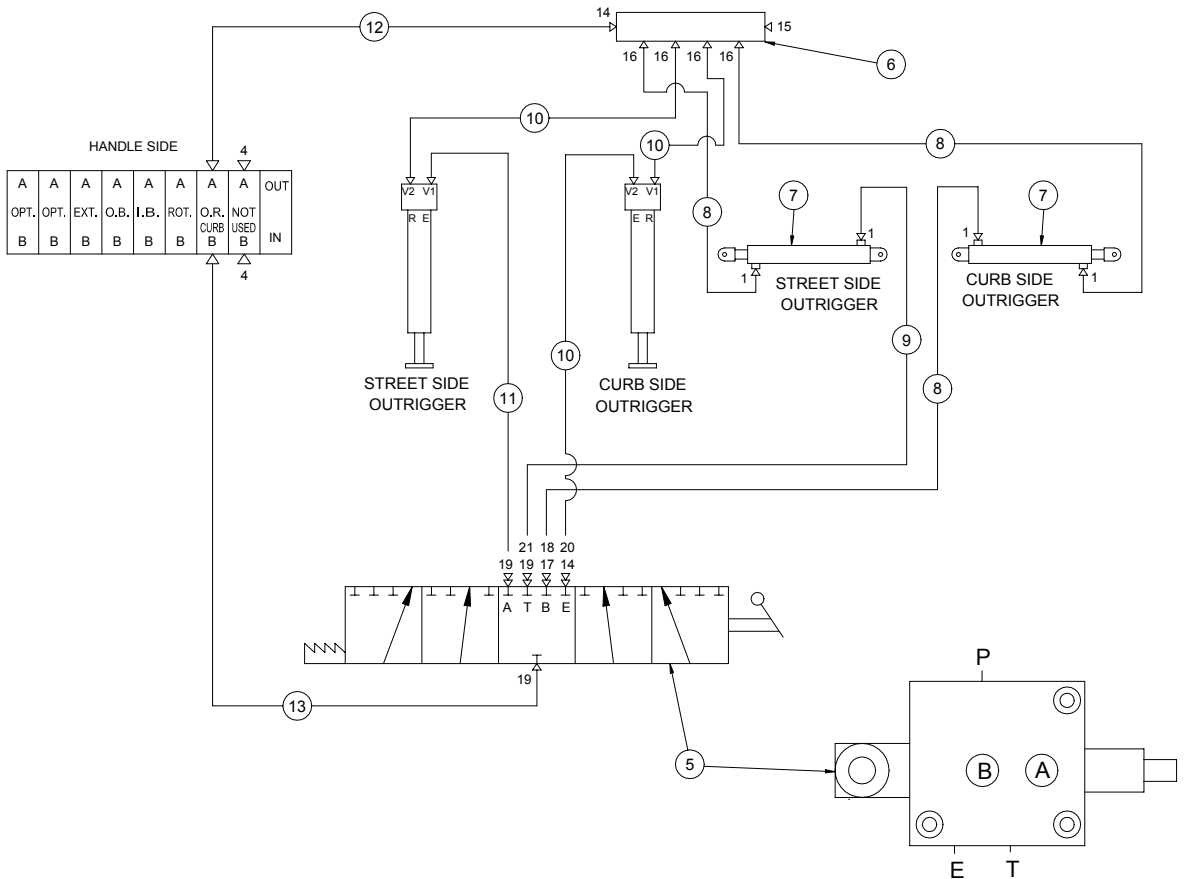 12
14
15
16
16
16
16
6
10
10
8
HANDLE SIDE
4
A A A A A A A A OUT
OPT. OPT. EXT. O.B. I.B. ROT. O.R. CURB NOT USED
B B B B B B B B IN
4
V2 V1
R E
V2 V1
E R
8
7
7
1
1
1
1
STREET SIDE
OUTRIGGER
CURB SIDE
OUTRIGGER
9
10
8
11
STREET SIDE
OUTRIGGER
CURB SIDE
OUTRIGGER
21 18 20
19 19 17 14
A T B E
19
13
5
P
B A
E T